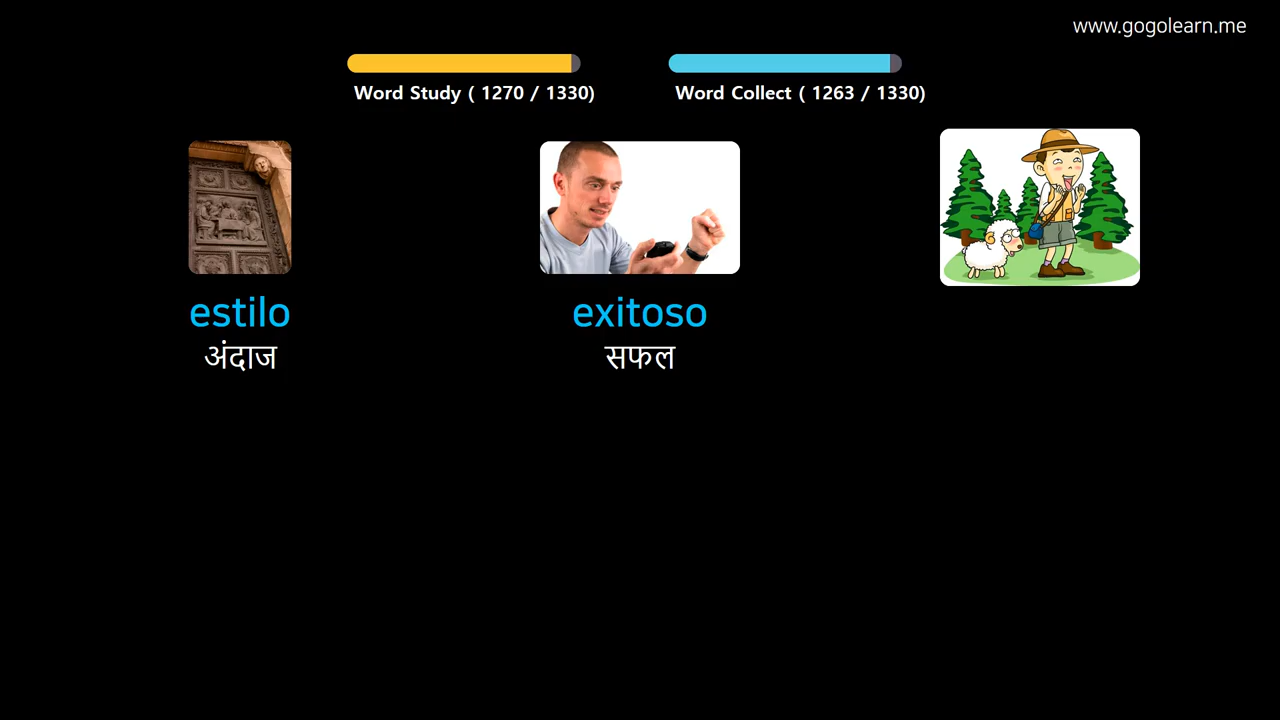 www.gogolearn.me
Word Study ( 1270 / 1330)
Word Collect ( 1263 / 1330)
estilo
exitoso
अंदाज
सफल